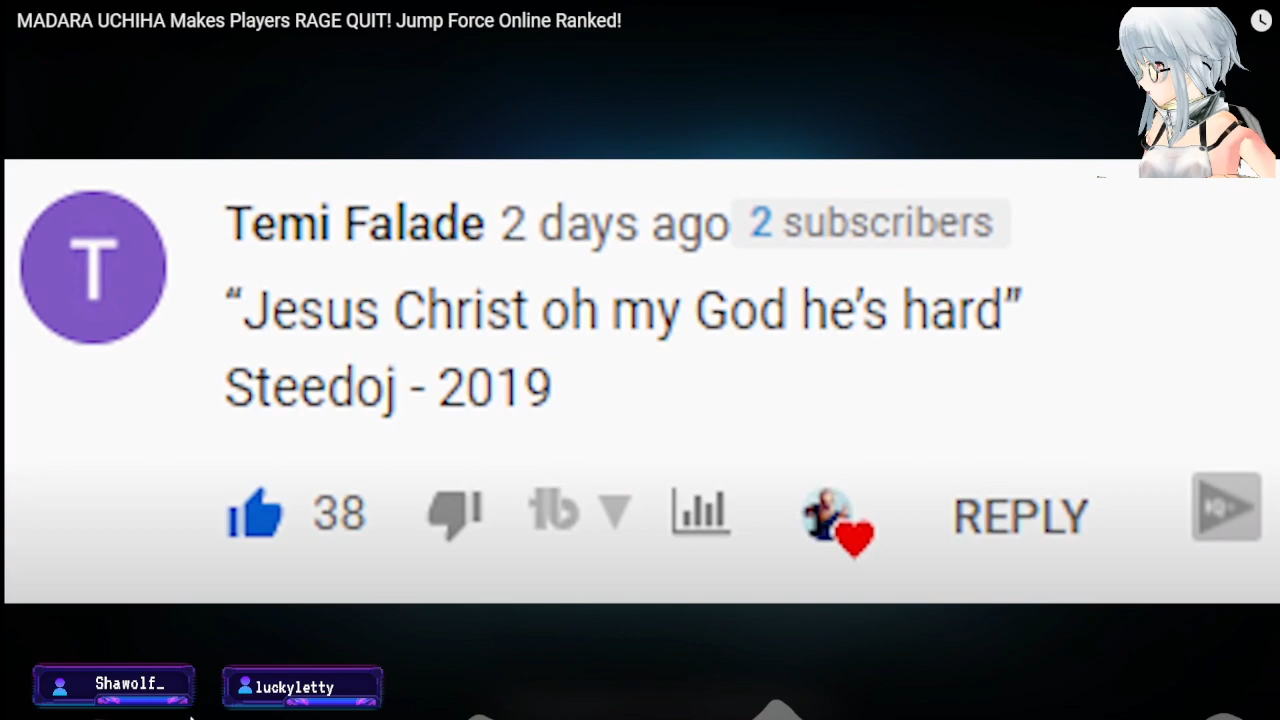 MADARA UCHIHA Makes Players RAGE QUIT! Jump Force Online Ranked!
T
Temi Falade 2 days ago 2 subscribers
“Jesus Christ oh my God he’s hard”
Steedoj - 2019
38 REPLY
Shawolf_ luckyletty